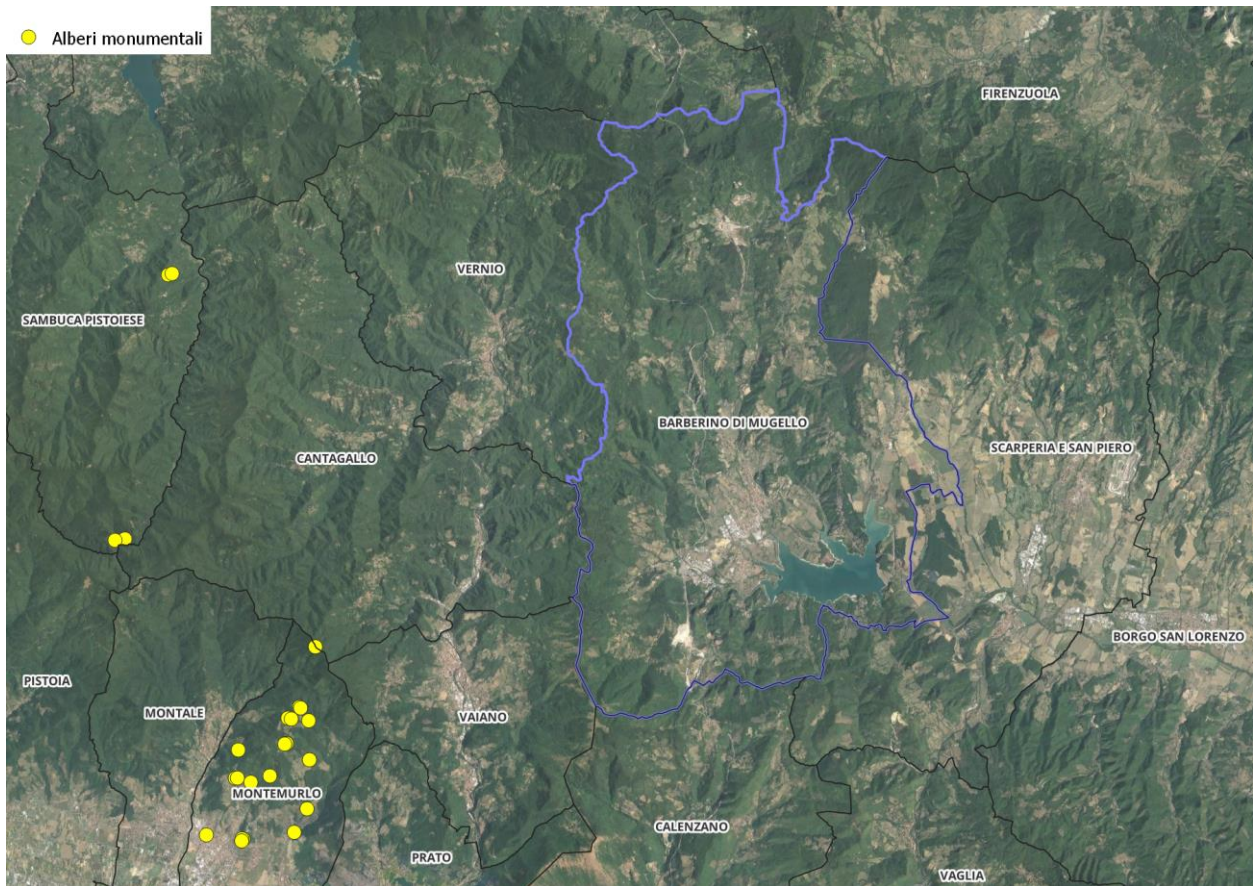 Alberi monumentali
FIRENZUOLA
VERNIO
SAMBUCA PISTOIESE
BARBERINO DI MUGELLO
SCARPERIA E SAN PIERO
CANTAGALLO
BORGO SAN LORENZO
PISTOIA
MONTALE
VAIANO
MONTEMURLO
CALENZANO
PRATO
VAGLIA